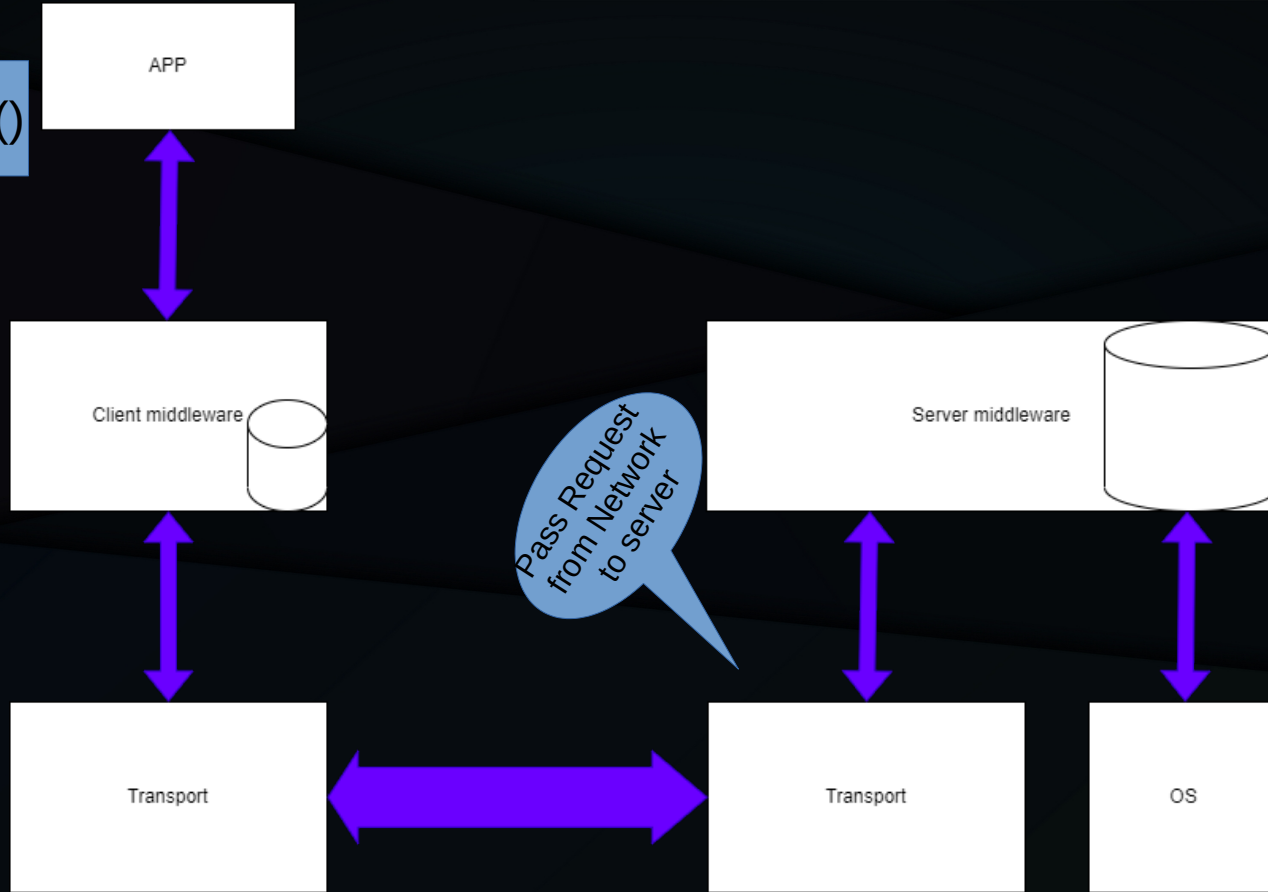 APP
()
Client middleware
Server middleware
Pass Request
from Network
to server
Transport
Transport
OS